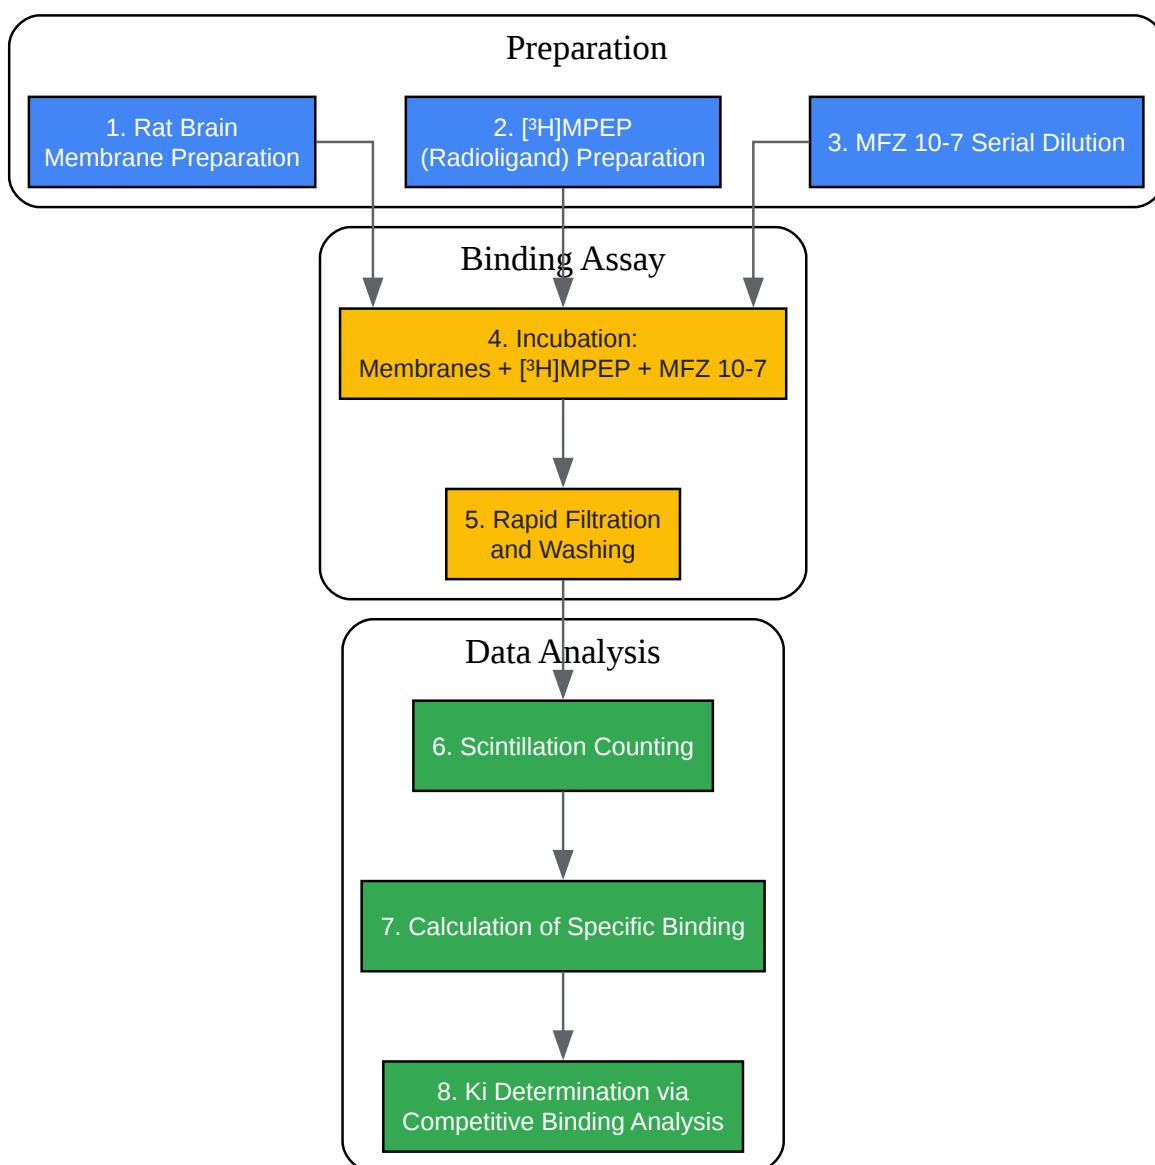 Preparation
1. Rat Brain
Membrane Preparation
2. [³H]MPEP
(Radioligand) Preparation
3. MFZ 10-7 Serial Dilution
Binding Assay
4. Incubation:
Membranes + [³H]MPEP + MFZ 10-7
5. Rapid Filtration
and Washing
Data Analysis
6. Scintillation Counting
7. Calculation of Specific Binding
8. Ki Determination via
Competitive Binding Analysis